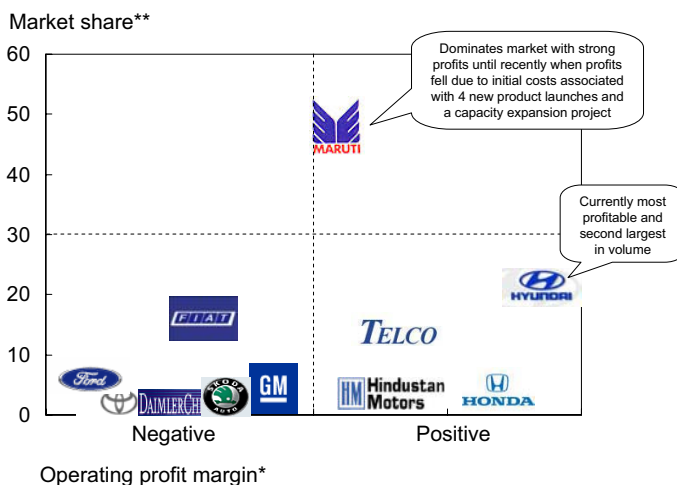 Market share**
60
50
40
30
20
10
0
Dominates market with strong
profits until recently when profits
fell due to initial costs associated
with 4 new product launches and
a capacity expansion project
MARUTI
Currently most
profitable and
second largest
in volume
HYUNDAI
FIAT
TELCO
Ford
DAIMLERCH
SKODA
AUTO
GM
HM Hindustan
Motors
HONDA
Negative
Positive
Operating profit margin*